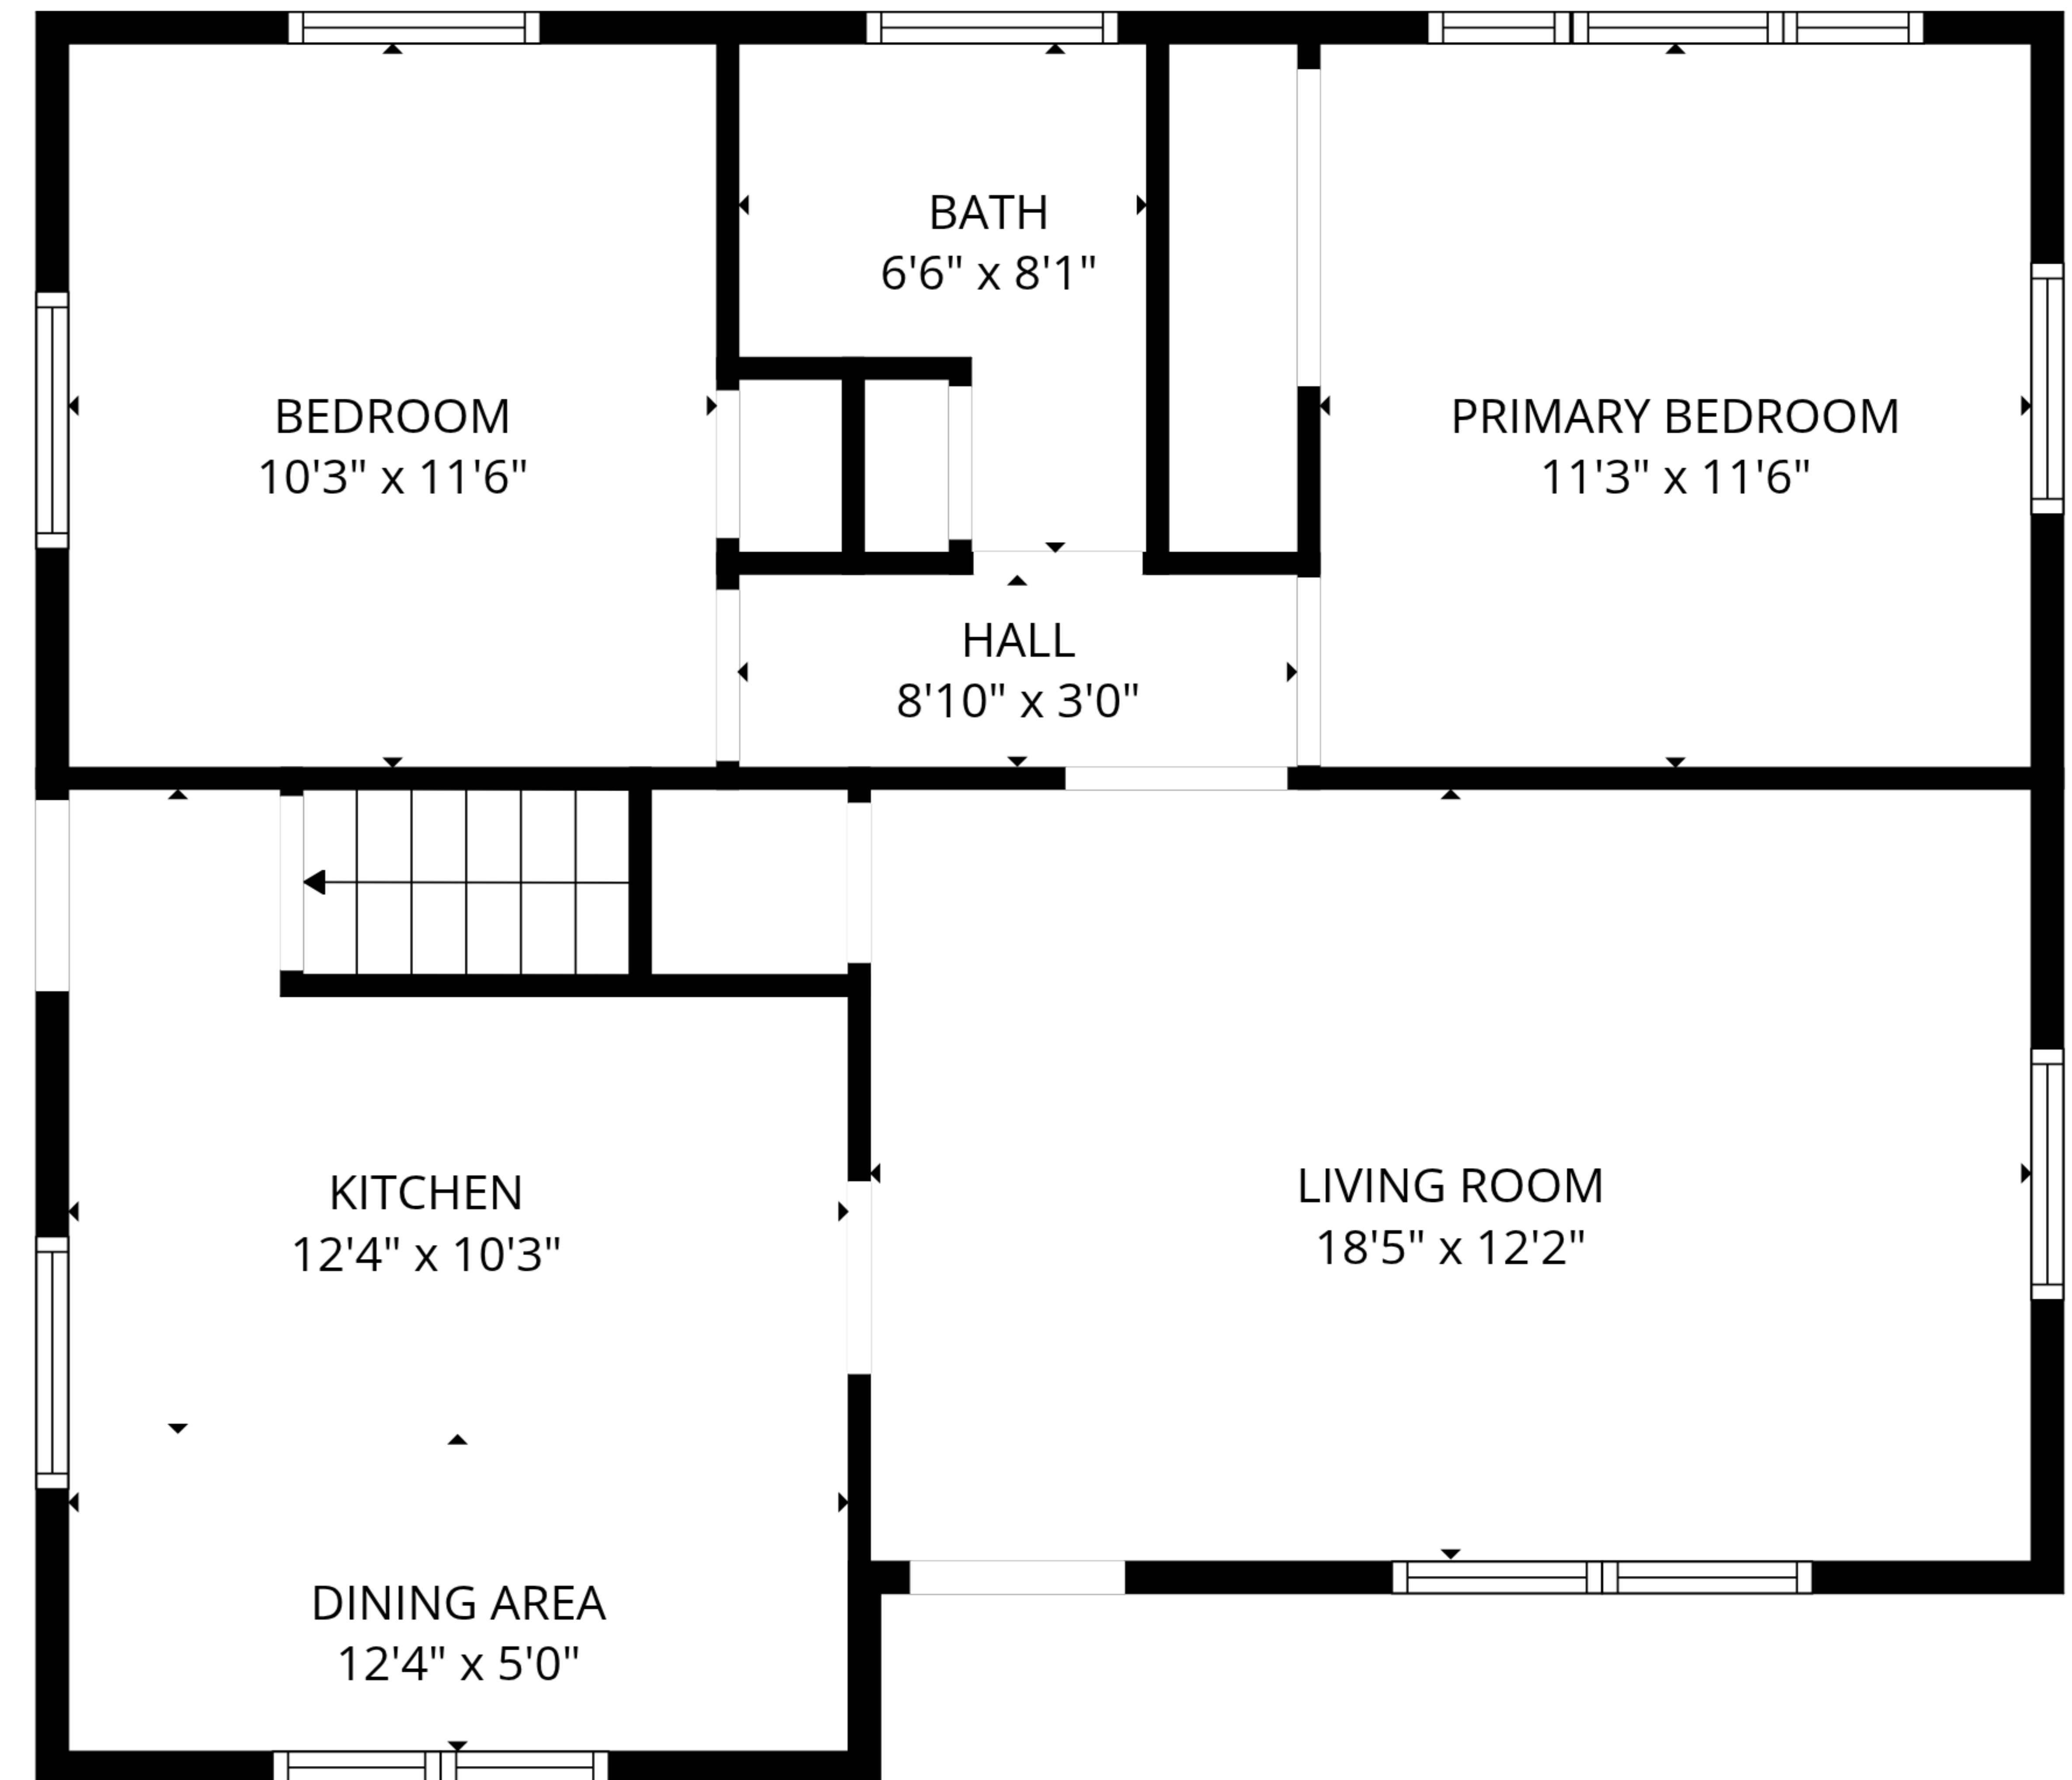 BATH
6'6" x 8'1"
BEDROOM
10'3" x 11'6"
PRIMARY BEDROOM
11'3" x 11'6"
HALL
8'10" x 3'0"
KITCHEN
12'4" x 10'3"
LIVING ROOM
18'5" x 12'2"
DINING AREA
12'4" x 5'0"